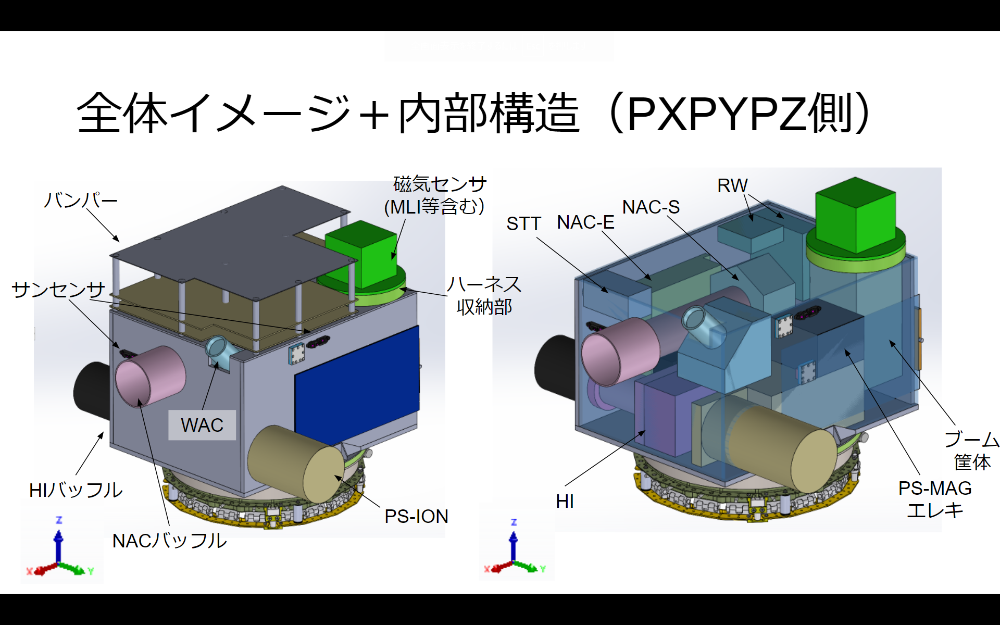 全体イメージ＋内部構造（PXPYPZ側）
バンパー
磁気センサ
(MLI等含む）
サンセンサ
ハーネス
収納部
WAC
HIバッフル
NACバッフル
PS-ION
Z
X
Y
STT
NAC-E
NAC-S
RW
HI
ブーム
筐体
PS-MAG
エレキ
Z
X
Y